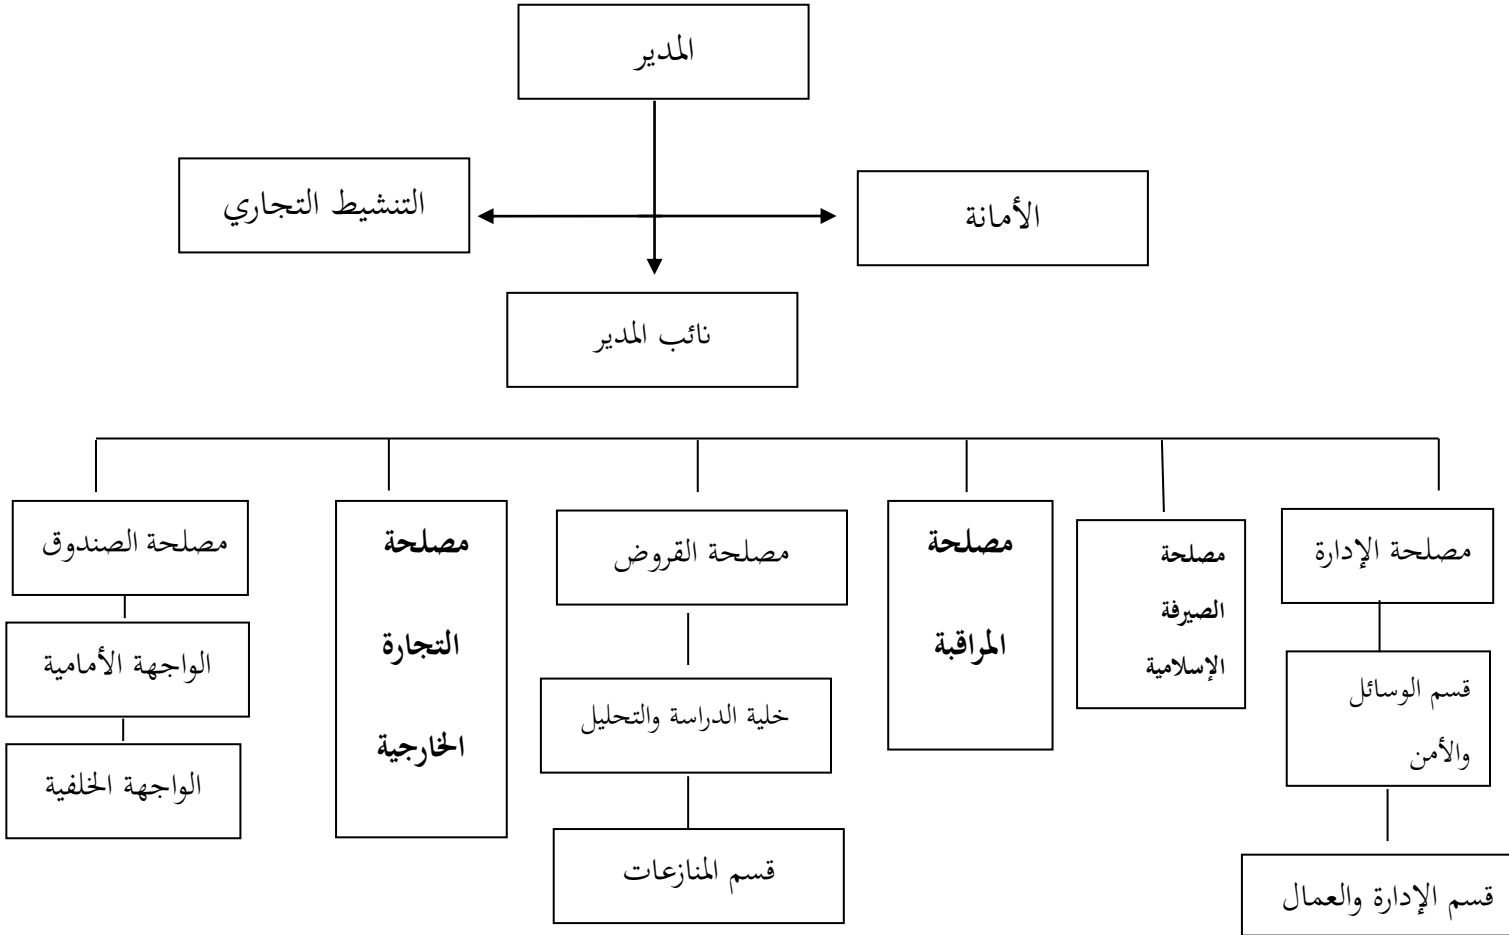 المدير
الأمانة
التنشيط التجاري
نائب المدير
مصلحة الإدارة
قسم الوسائل
والأمن
قسم الإدارة والعمال
مصلحة
الصيرفة
الإسلامية
مصلحة
المراقبة
مصلحة القروض
خلية الدراسة والتحليل
قسم المنازعات
مصلحة
التجارة
الخارجية
مصلحة الصندوق
الواجهة الأمامية
الواجهة الخلفية